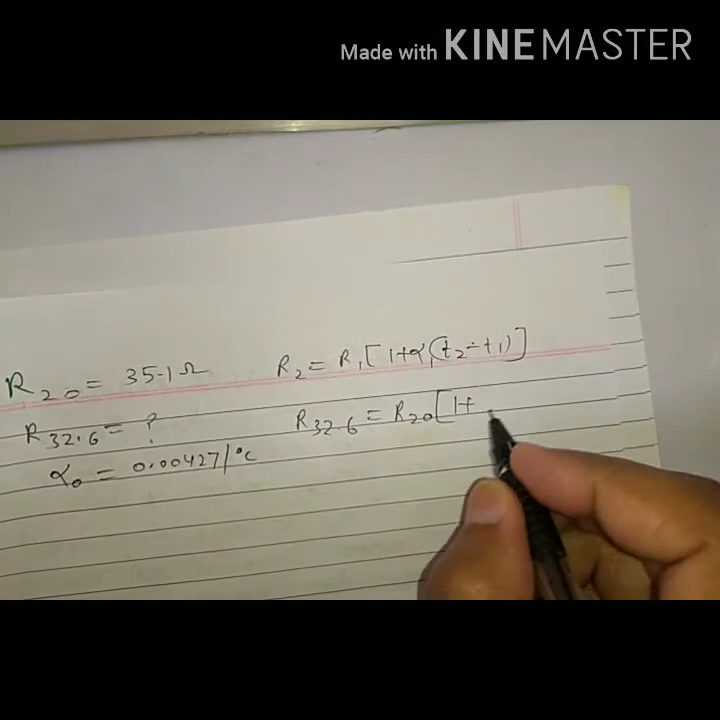 Made with KINEMASTER
R₂₀ = 35.1 Ω
R₂ = R₁ [1+α₁(t₂-t₁)]
R₃₂.₆ = ?
R₃₂.₆ = R₂₀ [1+
α₀ = 0.00427/°C